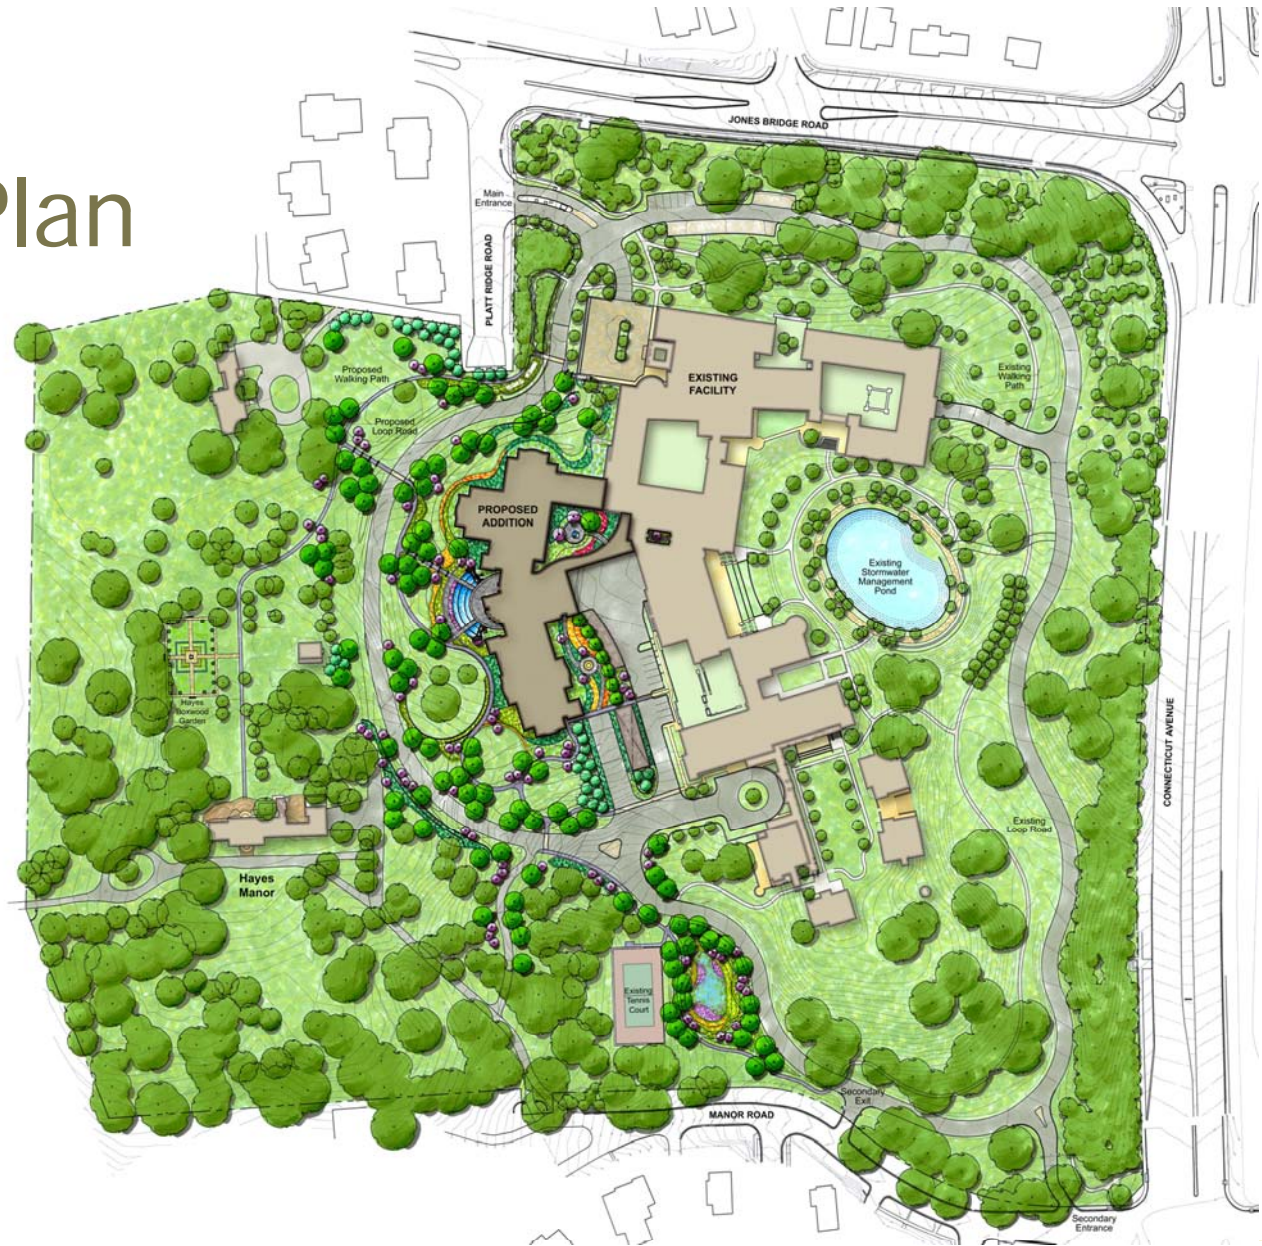 Plan
JONES BRIDGE ROAD
Main
Entrance
PLATT RIDGE ROAD
Proposed
Walking Path
EXISTING
FACILITY
Existing
Walking
Path
Proposed
Loop Road
PROPOSED
ADDITION
Existing
Stormwater
Management
Pond
Hayes
Boxwood
Garden
CONNECTICUT AVENUE
Existing
Loop Road
Hayes
Manor
Existing
Tennis
Court
Secondary
Exit
MANOR ROAD
Secondary
Entrance